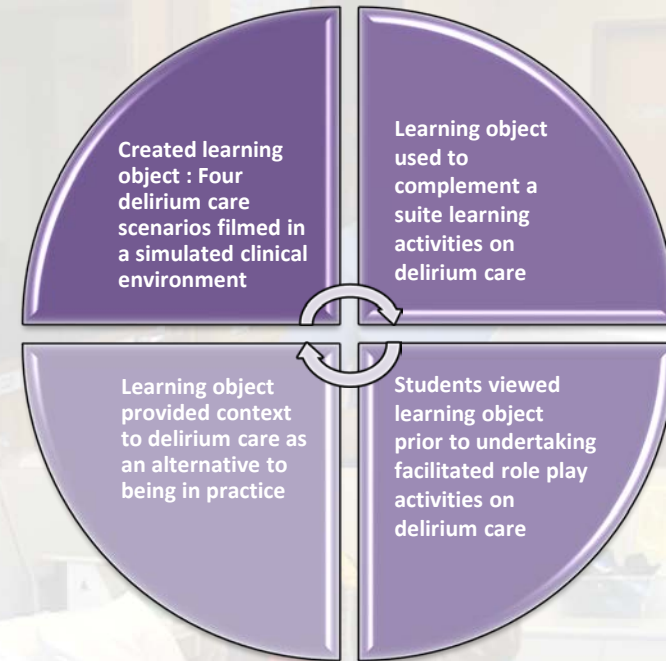 Created learning
object : Four
delirium care
scenarios filmed in
a simulated clinical
environment
Learning object
used to
complement a
suite learning
activities on
delirium care
Students viewed
learning object
prior to undertaking
facilitated role play
activities on
delirium care
Learning object
provided context
to delirium care as
an alternative to
being in practice